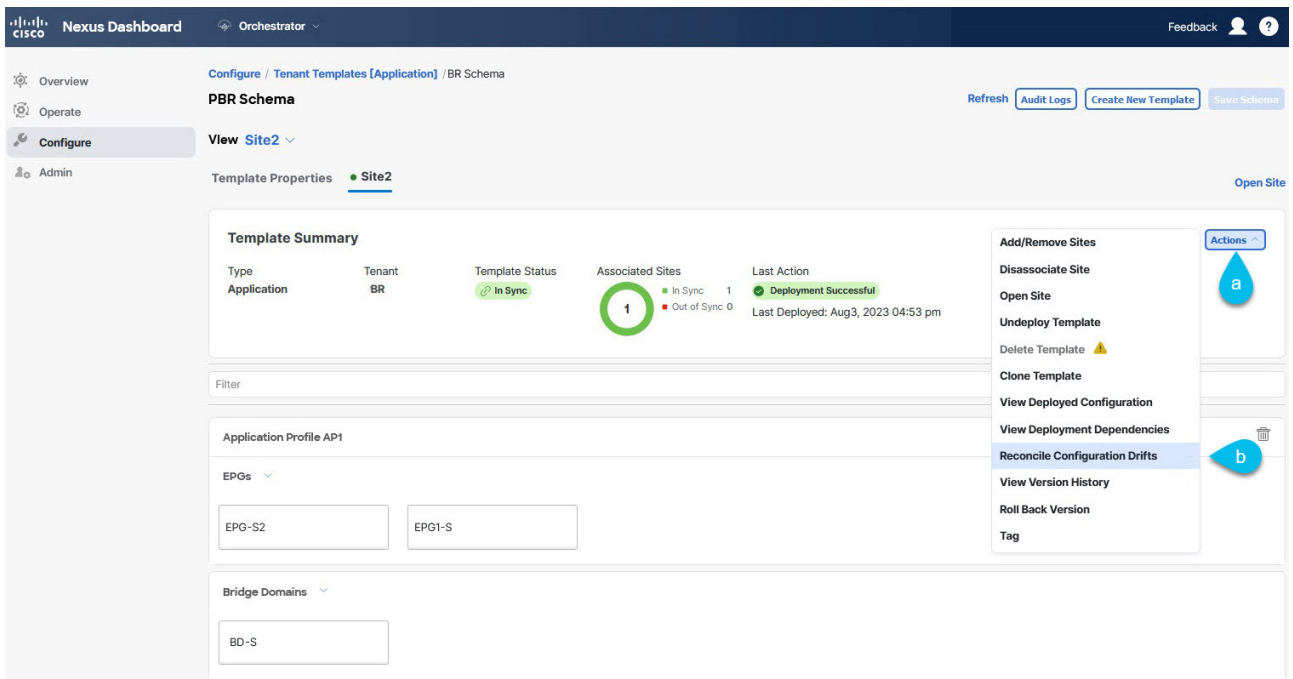 CISCO Nexus Dashboard Orchestrator Feedback ?
Overview
Operate
Configure
Admin
Configure / Tenant Templates [Application] /BR Schema
PBR Schema
Refresh Audit Logs Create New Template Save Schema
View Site2
Template Properties Site2
Open Site
Template Summary
Actions
Type Tenant Template Status Associated Sites Last Action
Application BR In Sync 1 In Sync 1 Deployment Successful
Out of Sync 0 Last Deployed: Aug3, 2023 04:53 pm
Add/Remove Sites
Disassociate Site
a
Open Site
Undeploy Template
Delete Template
Clone Template
View Deployed Configuration
View Deployment Dependencies
Reconcile Configuration Drifts
b
View Version History
Roll Back Version
Tag
Filter
Application Profile AP1
EPGs
EPG-S2 EPG1-S
Bridge Domains
BD-S